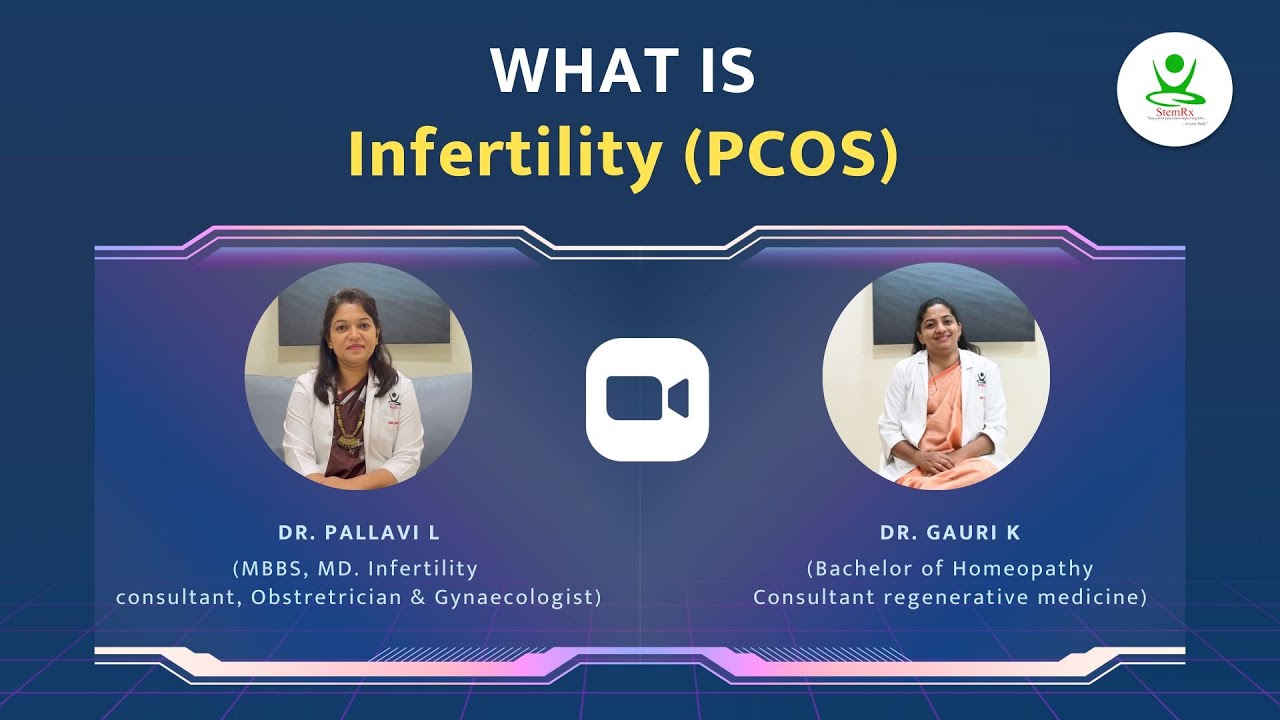 WHAT IS
Infertility (PCOS)
StemRx
DR. PALLAVI L
(MBBS, MD. Infertility
consultant, Obstretrician & Gynaecologist)
DR. GAURI K
(Bachelor of Homeopathy
Consultant regenerative medicine)